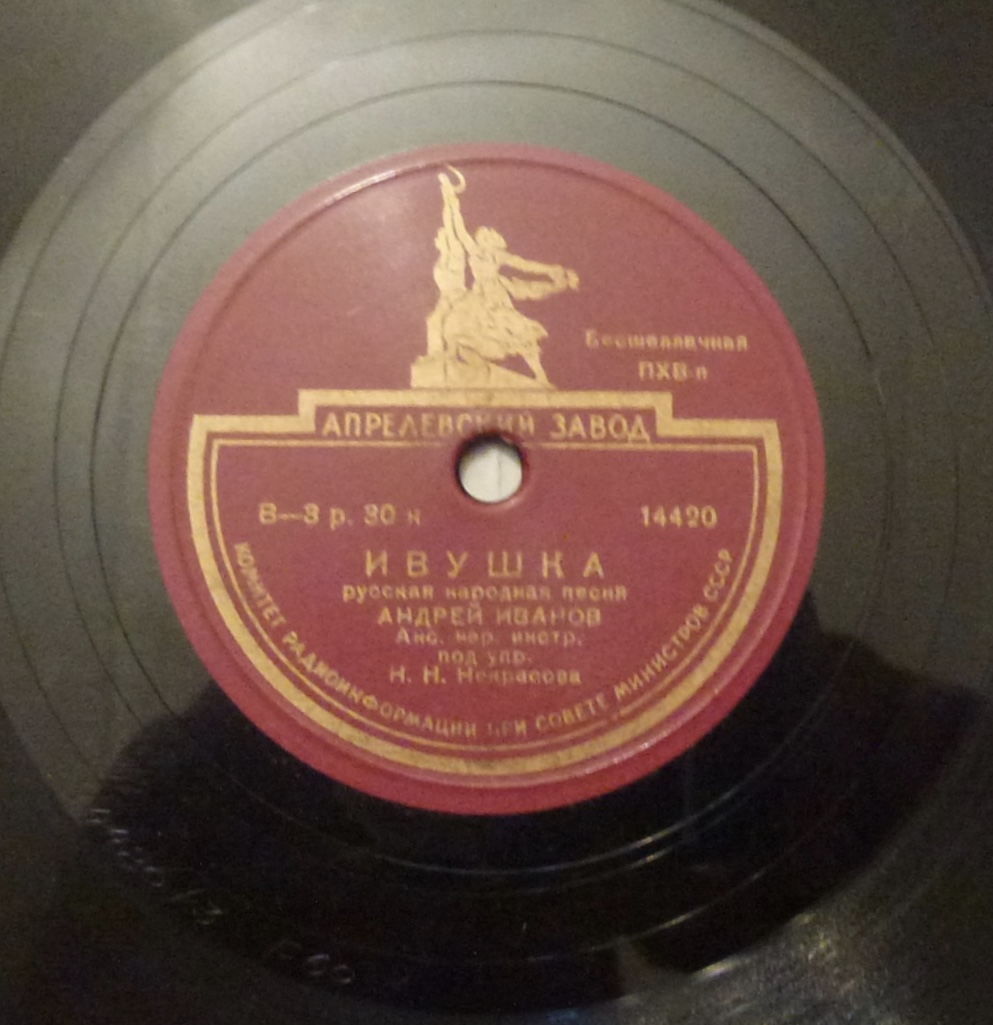 Бесшеллачная
ПХВ-п
АПРЕЛЕВСКИЙ ЗАВОД
В—3 р. 30 к
14420
ИВУШКА
русская народная песня
АНДРЕЙ ИВАНОВ
Анс. нар. инстр.
под упр.
Н. Н. Некрасова
КОМИТЕТ РАДИОИНФОРМАЦИИ ПРИ СОВЕТЕ МИНИСТРОВ СССР